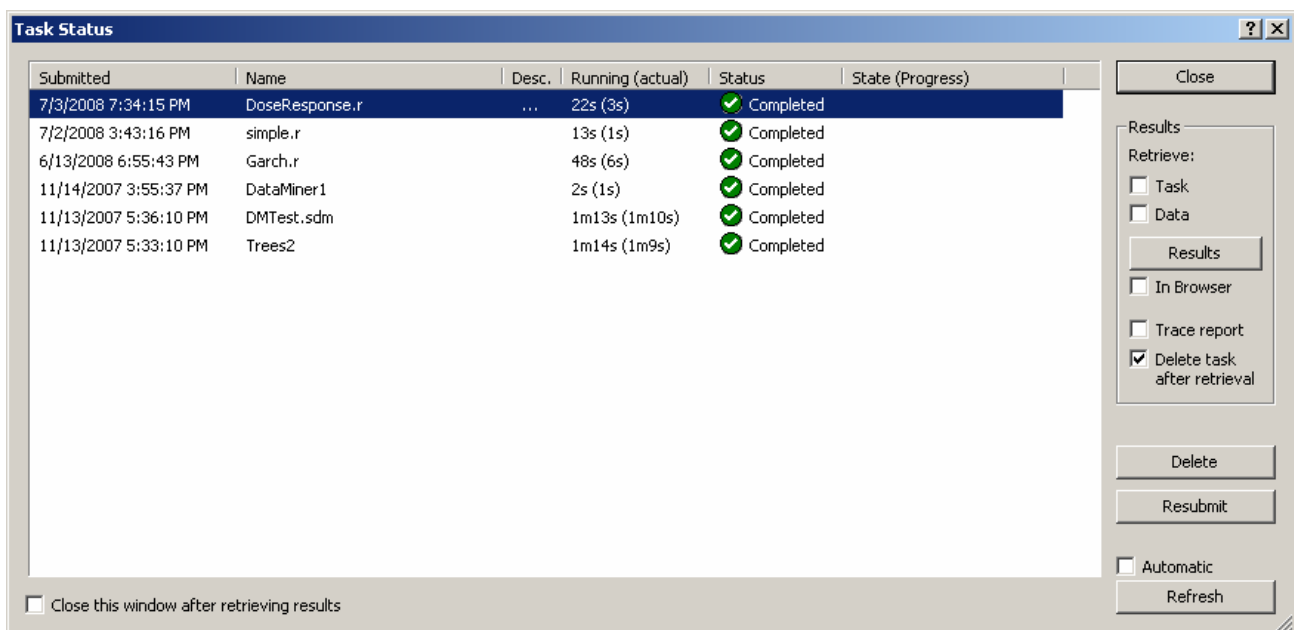 Task Status
Submitted Name Desc. Running (actual) Status State (Progress)
7/3/2008 7:34:15 PM DoseResponse.r ... 22s (3s) Completed
7/2/2008 3:43:16 PM simple.r 13s (1s) Completed
6/13/2008 6:55:43 PM Garch.r 48s (6s) Completed
11/14/2007 3:55:37 PM DataMiner1 2s (1s) Completed
11/13/2007 5:36:10 PM DMTest.sdm 1m13s (1m10s) Completed
11/13/2007 5:33:10 PM Trees2 1m14s (1m9s) Completed
Close this window after retrieving results
Close
Results
Retrieve:
Task
Data
Results
In Browser
Trace report
Delete task
after retrieval
Delete
Resubmit
Automatic
Refresh